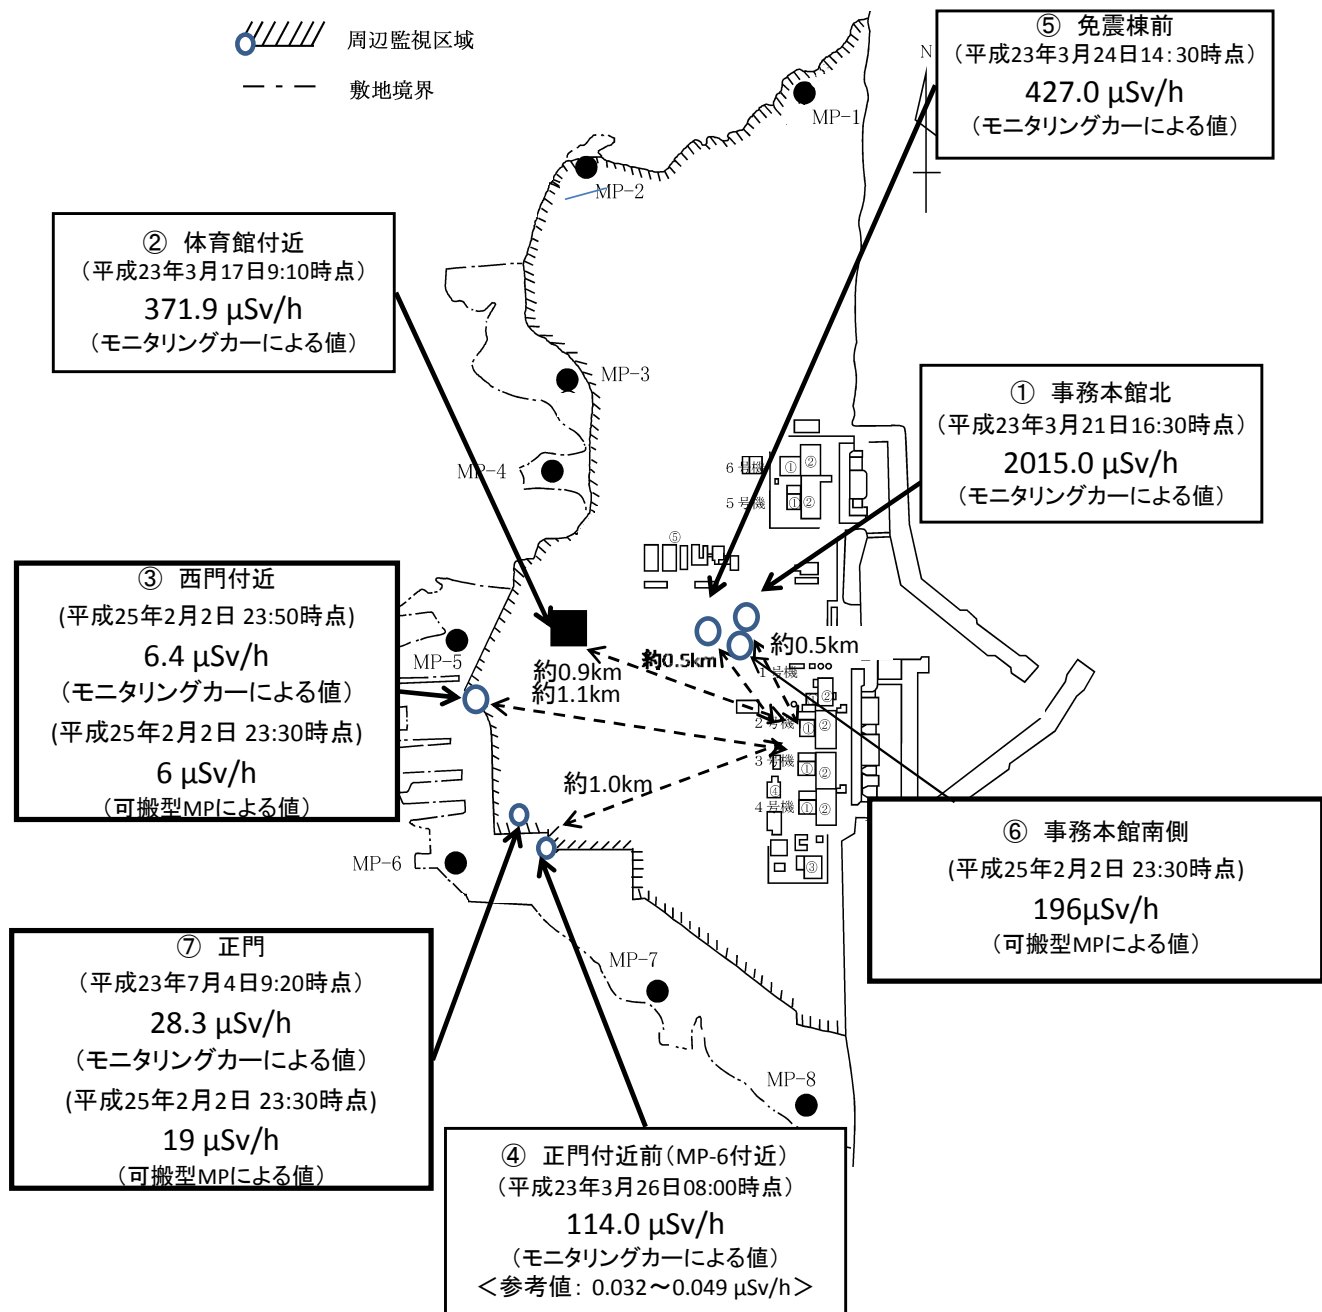 周辺監視区域
敷地境界
⑤ 免震棟前
（平成23年3月24日14：30時点）
427.0 μSv/h
（モニタリングカーによる値）
N
MP-1
MP-2
② 体育館付近
（平成23年3月17日9:10時点）
371.9 μSv/h
（モニタリングカーによる値）
MP-3
MP-4
① 事務本館北
（平成23年3月21日16:30時点）
2015.0 μSv/h
（モニタリングカーによる値）
6号機
① ②
5号機
① ②
⑤
③ 西門付近
(平成25年2月2日 23:50時点)
6.4 μSv/h
（モニタリングカーによる値）
(平成25年2月2日 23:30時点)
6 μSv/h
（可搬型MPによる値）
MP-5
約0.9km
約1.1km
約0.5km
約0.5km
1号機
②
2号機
① ②
3号機
① ②
④
4号機
① ②
③
約1.0km
MP-6
⑥ 事務本館南側
(平成25年2月2日 23:30時点)
196μSv/h
（可搬型MPによる値）
⑦ 正門
（平成23年7月4日9:20時点）
28.3 μSv/h
（モニタリングカーによる値）
(平成25年2月2日 23:30時点)
19 μSv/h
（可搬型MPによる値）
MP-7
MP-8
④ 正門付近前（MP-6付近）
（平成23年3月26日08:00時点）
114.0 μSv/h
（モニタリングカーによる値）
＜参考値：0.032～0.049 μSv/h＞